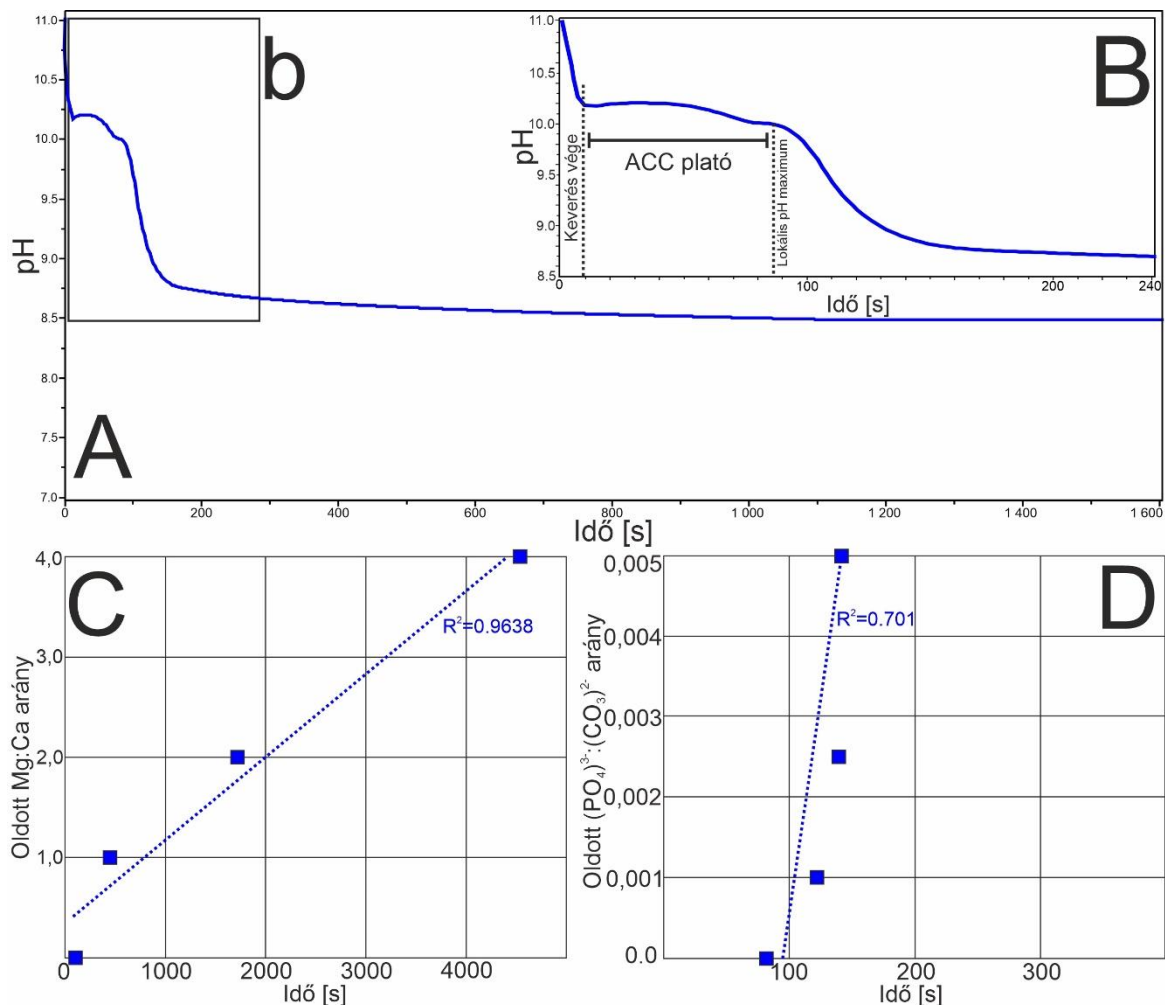 11.0
10.5
10.0
9.5
9.0
8.5
8.0
7.5
7.0
pH
A
b
0
200
400
600
800
1 000
1 200
1 400
1 600
Idő [s]
11.0
10.5
10.0
9.5
9.0
8.5
pH
B
Keverés vége
ACC plató
Lokális pH maximum
0
100
200
240
Idő [s]
C
4,0
3,0
2,0
1,0
Oldott Mg:Ca arány
R²=0.9638
0
1000
2000
3000
4000
Idő [s]
D
0,005
0,004
0,003
0,002
0,001
0.0
Oldott (PO₄)³⁻:(CO₃)²⁻ arány
R²=0.701
100
200
300
Idő [s]